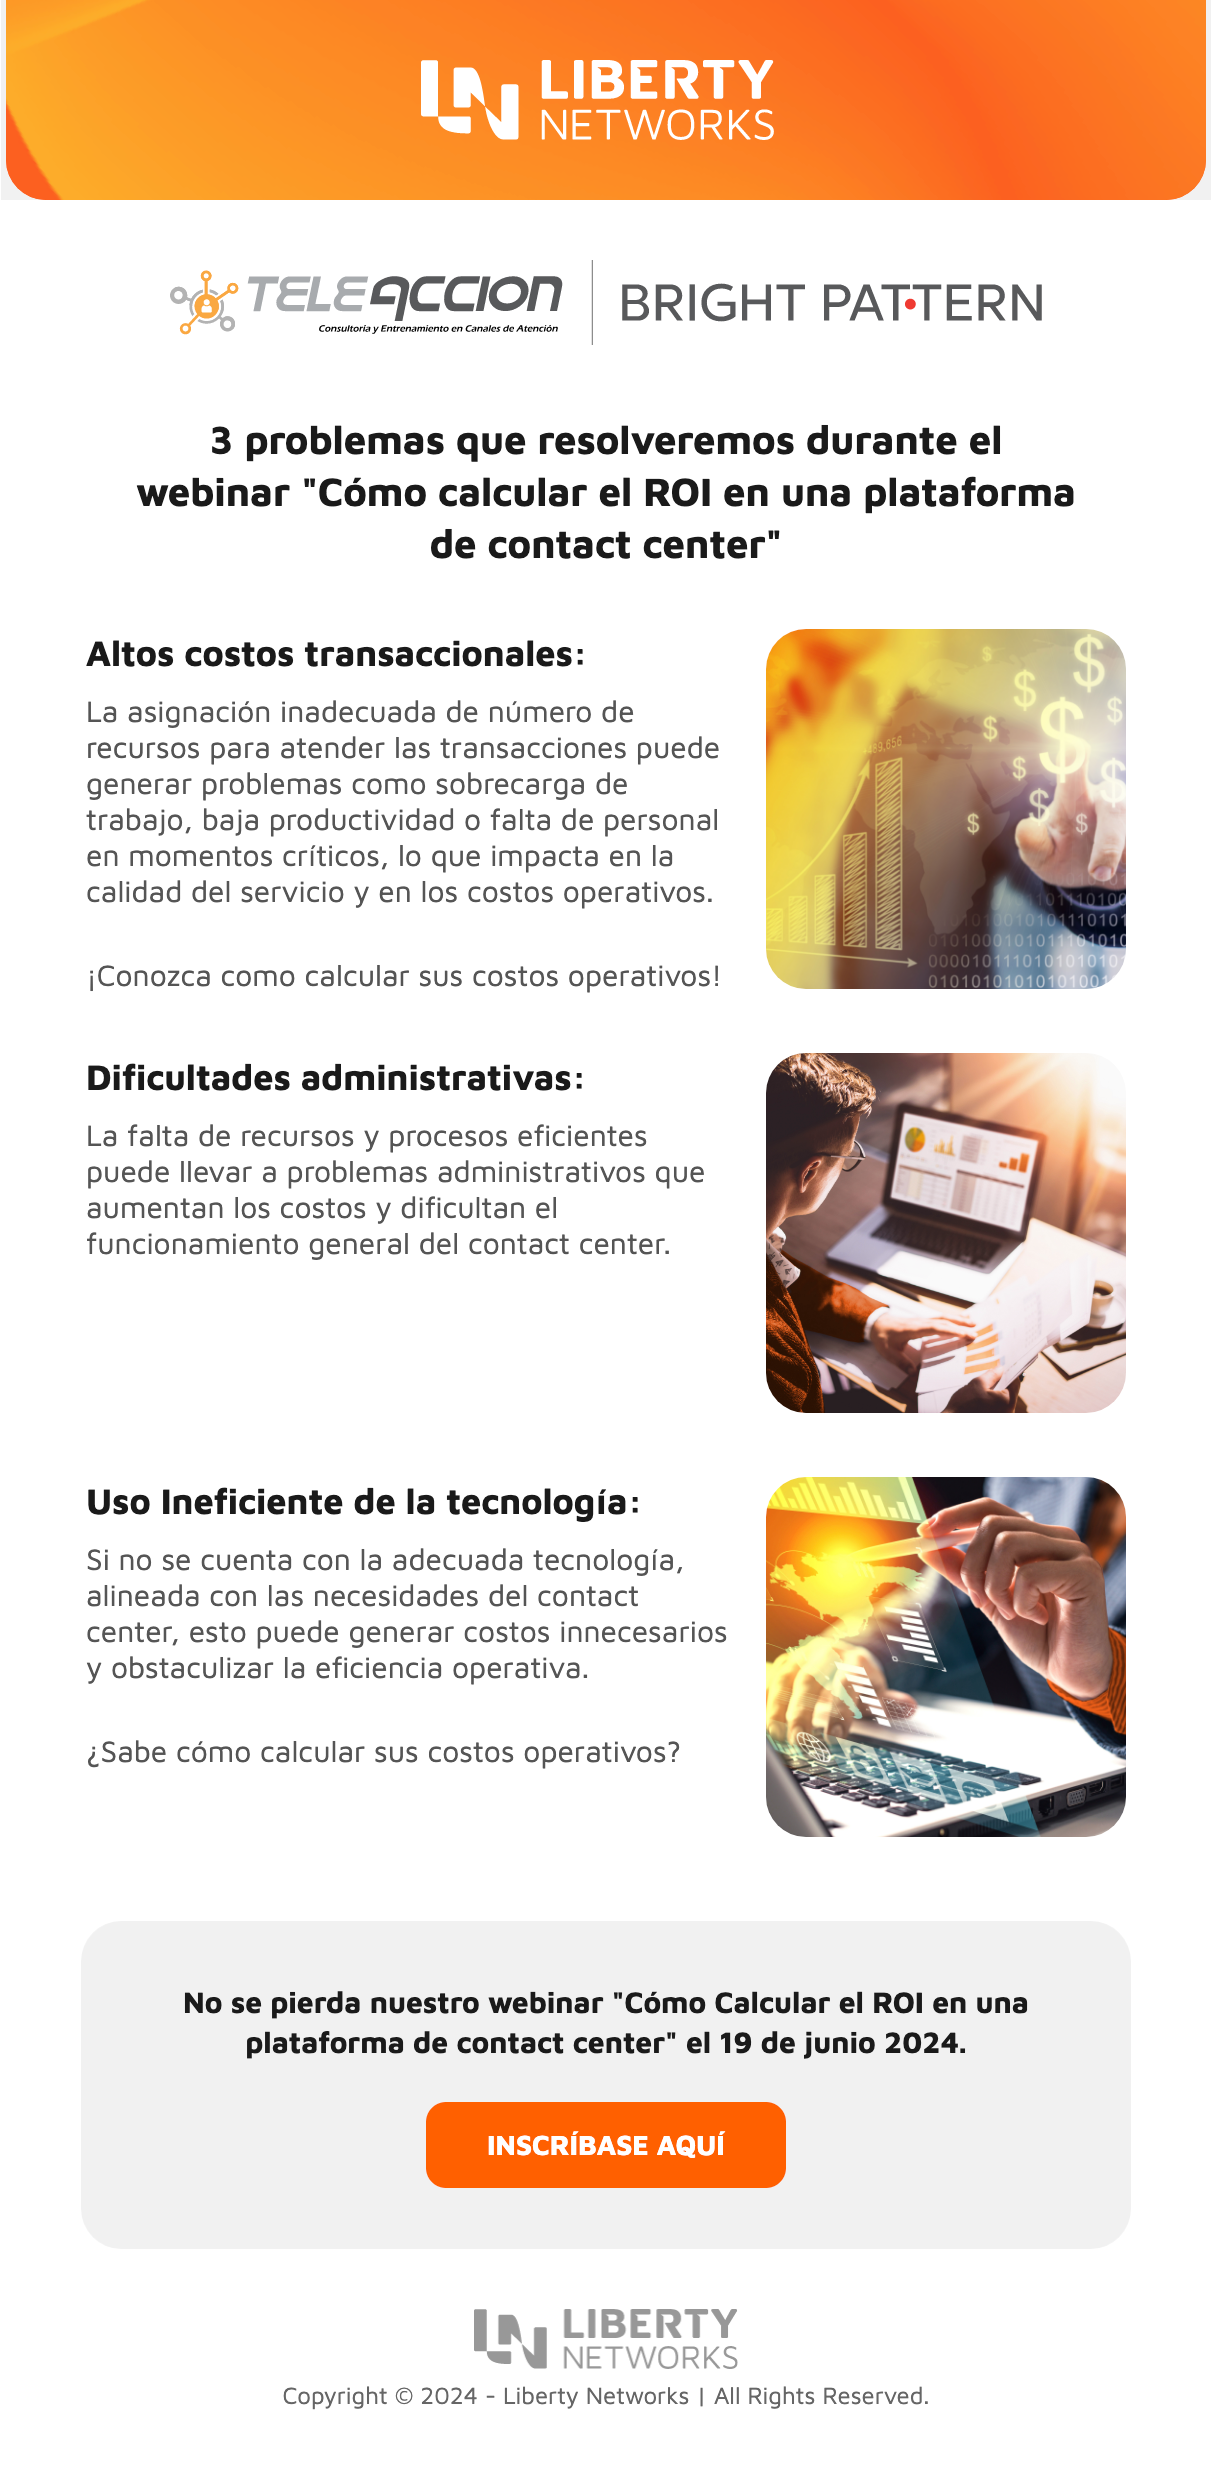 LIBERTY
NETWORKS
TELEACCION
Consultoria y Entrenamiento en Canales de Atención
BRIGHT PATTERN
3 problemas que resolveremos durante el
webinar "Cómo calcular el ROI en una plataforma
de contact center"
Altos costos transaccionales:
La asignación inadecuada de número de
recursos para atender las transacciones puede
generar problemas como sobrecarga de
trabajo, baja productividad o falta de personal
en momentos críticos, lo que impacta en la
calidad del servicio y en los costos operativos.
¡Conozca como calcular sus costos operativos!
Dificultades administrativas:
La falta de recursos y procesos eficientes
puede llevar a problemas administrativos que
aumentan los costos y dificultan el
funcionamiento general del contact center.
Uso Ineficiente de la tecnología:
Si no se cuenta con la adecuada tecnología,
alineada con las necesidades del contact
center, esto puede generar costos innecesarios
y obstaculizar la eficiencia operativa.
¿Sabe cómo calcular sus costos operativos?
No se pierda nuestro webinar "Cómo Calcular el ROI en una
plataforma de contact center" el 19 de junio 2024.
INSCRÍBASE AQUÍ
LIBERTY
NETWORKS
Copyright © 2024 - Liberty Networks | All Rights Reserved.